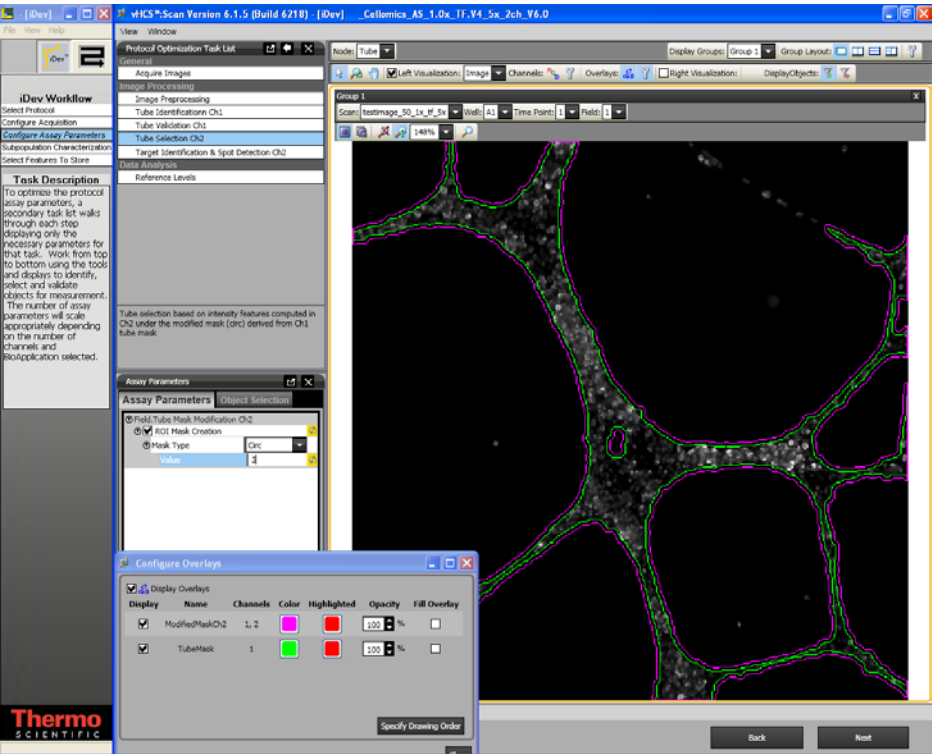 - [iDev]
File View Help
iDev™
iDev Workflow
Select Protocol
Configure Acquisition
Configure Assay Parameters
Subpopulation Characterization
Select Features To Store
Task Description
To optimize the protocol
assay parameters, a
secondary task list walks
through each step
displaying only the
necessary parameters for
that task. Work from top
to bottom using the tools
and displays to identify,
select and validate
objects for measurement.
The number of assay
parameters will scale
appropriately depending
on the number of
channels and
BioApplication selected.
Thermo
SCIENTIFIC
vHCS™:Scan Version 6.1.5 (Build 6218) - [iDev] _Cellomics_AS_1.0x_TF.V4_5x_2ch_V6.0
View Window
Protocol Optimization Task List
General
Acquire Images
Image Processing
Image Preprocessing
Tube Identificationn Ch1
Tube Validation Ch1
Tube Selection Ch2
Target Identification & Spot Detection Ch2
Data Analysis
Reference Levels
Tube selection based on intensity features computed in
Ch2 under the modified mask (circ) derived from Ch1
tube mask
Assay Parameters
Assay Parameters Object Selection
Field.Tube Mask Modification Ch2
ROI Mask Creation
Mask Type Circ
Value
Node: Tube Display Groups: Group 1 Group Layout:
Left Visualization: Image Channels: Overlays: Right Visualization: DisplayObjects:
Group 1 X
Scan: testimage_50_1x_tf_5x Well: A1 Time Point: 1 Field: 1
148%
Configure Overlays
Display Overlays
Display Name Channels Color Highlighted Opacity Fill Overlay
ModifiedMaskCh2 1, 2 100 %
TubeMask 1 100 %
Specify Drawing Order
Back Next